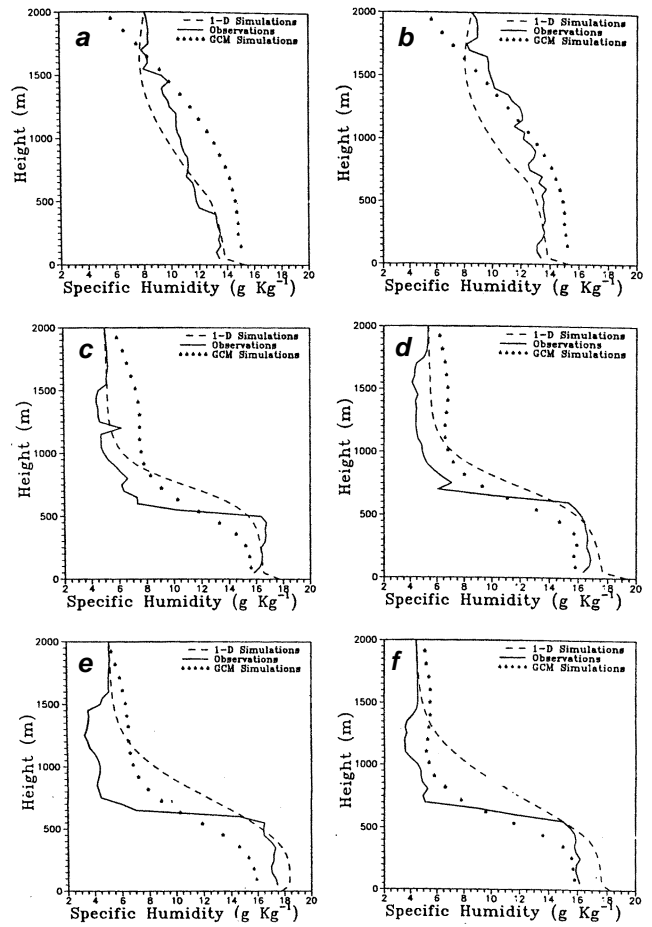 a
1-D Simulations
Observations
GCM Simulations
2000
1500
1000
500
0
Height (m)
2 4 6 8 10 12 14 16 18 20
Specific Humidity (g Kg⁻¹)
b
1-D Simulations
Observations
GCM Simulations
2000
1500
1000
500
0
Height (m)
2 4 6 8 10 12 14 16 18 20
Specific Humidity (g Kg⁻¹)
c
1-D Simulations
Observations
GCM Simulations
2000
1500
1000
500
0
Height (m)
2 4 6 8 10 12 14 16 18 20
Specific Humidity (g Kg⁻¹)
d
1-D Simulations
Observations
GCM Simulations
2000
1500
1000
500
0
Height (m)
2 4 6 8 10 12 14 16 18 20
Specific Humidity (g Kg⁻¹)
e
1-D Simulations
Observations
GCM Simulations
2000
1500
1000
500
0
Height (m)
2 4 6 8 10 12 14 16 18 20
Specific Humidity (g Kg⁻¹)
f
1-D Simulations
Observations
GCM Simulations
2000
1500
1000
500
0
Height (m)
2 4 6 8 10 12 14 16 18 20
Specific Humidity (g Kg⁻¹)